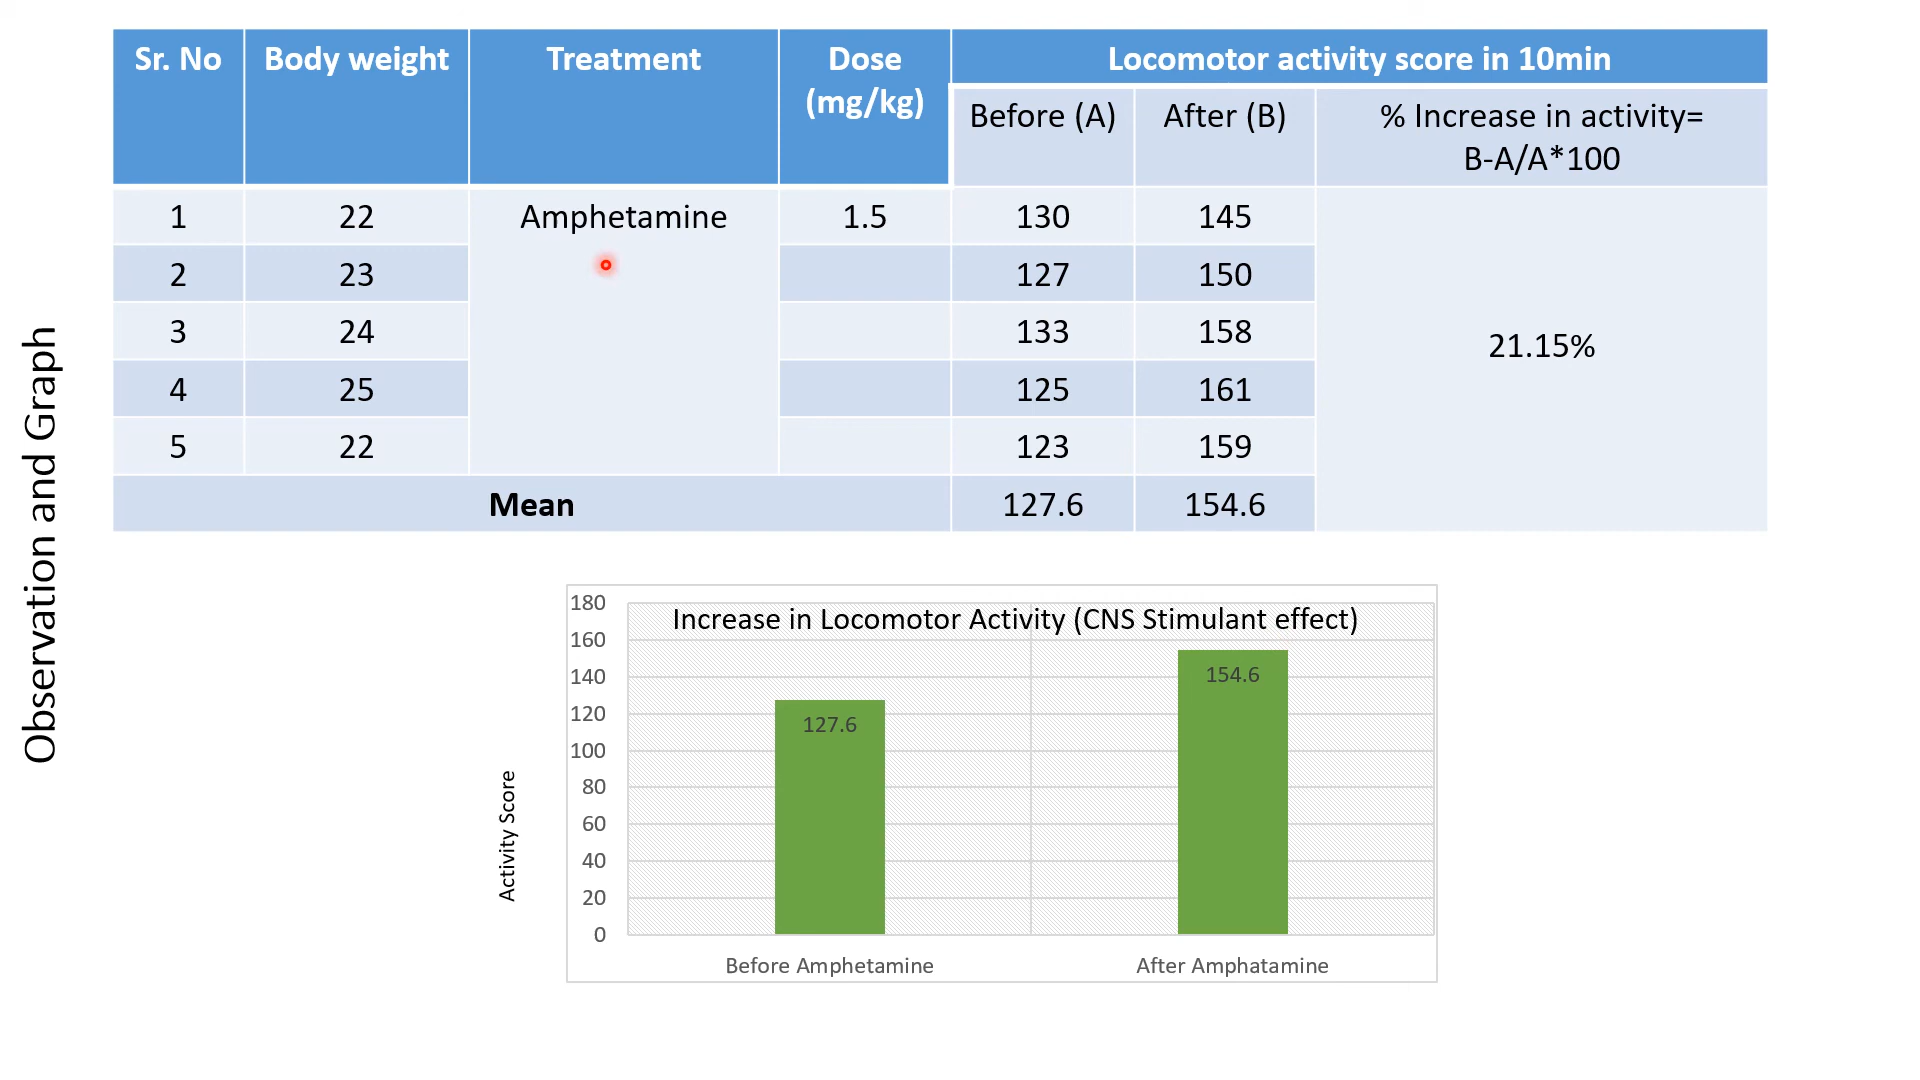 Observation and Graph
Sr. No Body weight Treatment Dose (mg/kg) Locomotor activity score in 10min
Before (A) After (B) % Increase in activity=
B-A/A*100
1 22 Amphetamine 1.5 130 145
2 23 127 150
3 24 133 158
21.15%
4 25 125 161
5 22 123 159
Mean 127.6 154.6
Increase in Locomotor Activity (CNS Stimulant effect)
Activity Score
180
160
140
120
100
80
60
40
20
0
127.6
154.6
Before Amphetamine
After Amphatamine